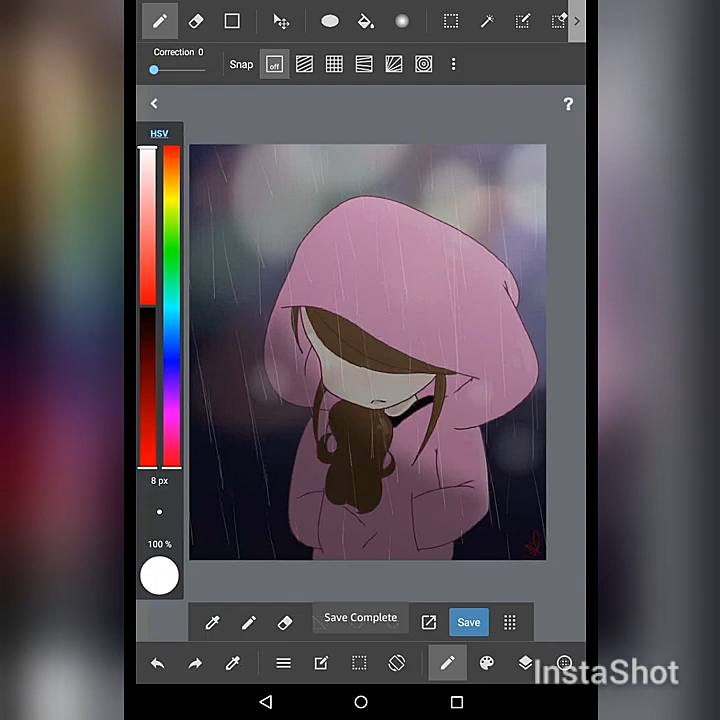 Correction 0
Snap
off
?
HSV
8 px
100 %
Save Complete
Save
InstaShot